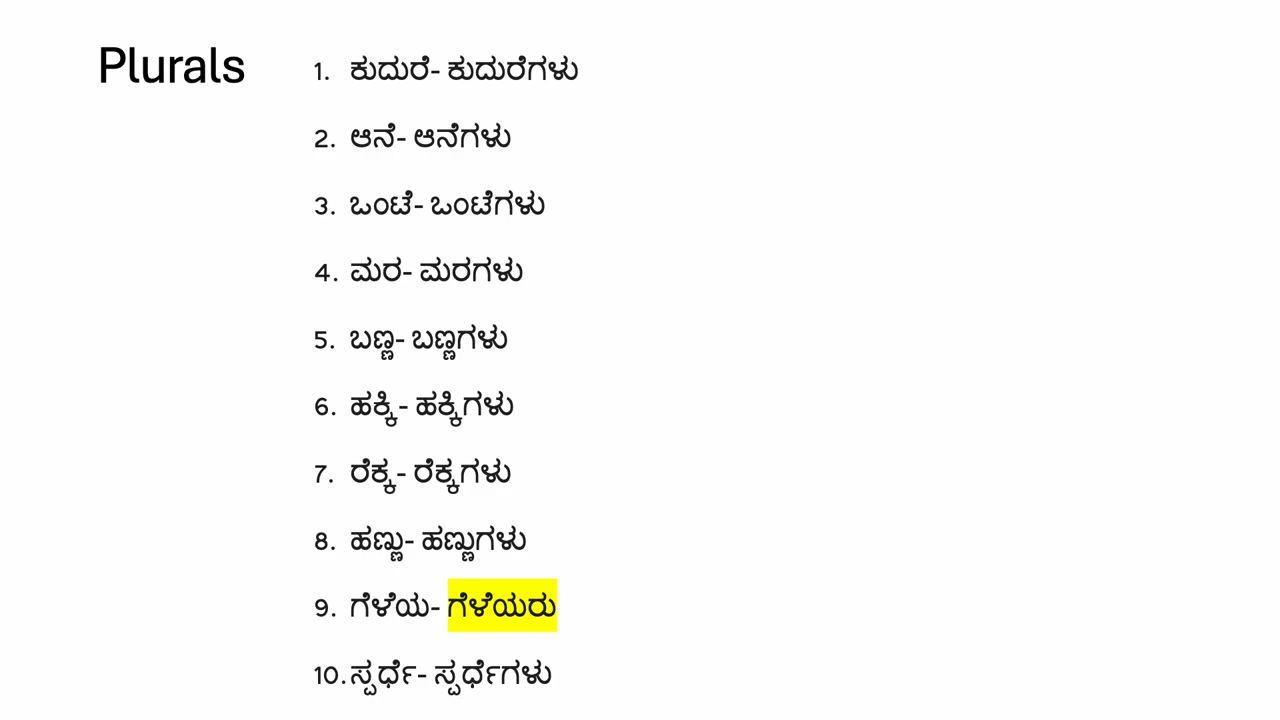 Plurals
1. ಕುದುರೆ- ಕುದುರೆಗಳು
2. ಆನೆ- ಆನೆಗಳು
3. ಒಂಟೆ- ಒಂಟೆಗಳು
4. ಮರ- ಮರಗಳು
5. ಬಣ್ಣ- ಬಣ್ಣಗಳು
6. ಹಕ್ಕಿ- ಹಕ್ಕಿಗಳು
7. ರೆಕ್ಕ- ರೆಕ್ಕಗಳು
8. ಹಣ್ಣು- ಹಣ್ಣುಗಳು
9. ಗೆಳೆಯ- ಗೆಳೆಯರು
10. ಸ್ಪರ್ಧೆ- ಸ್ಪರ್ಧೆಗಳು